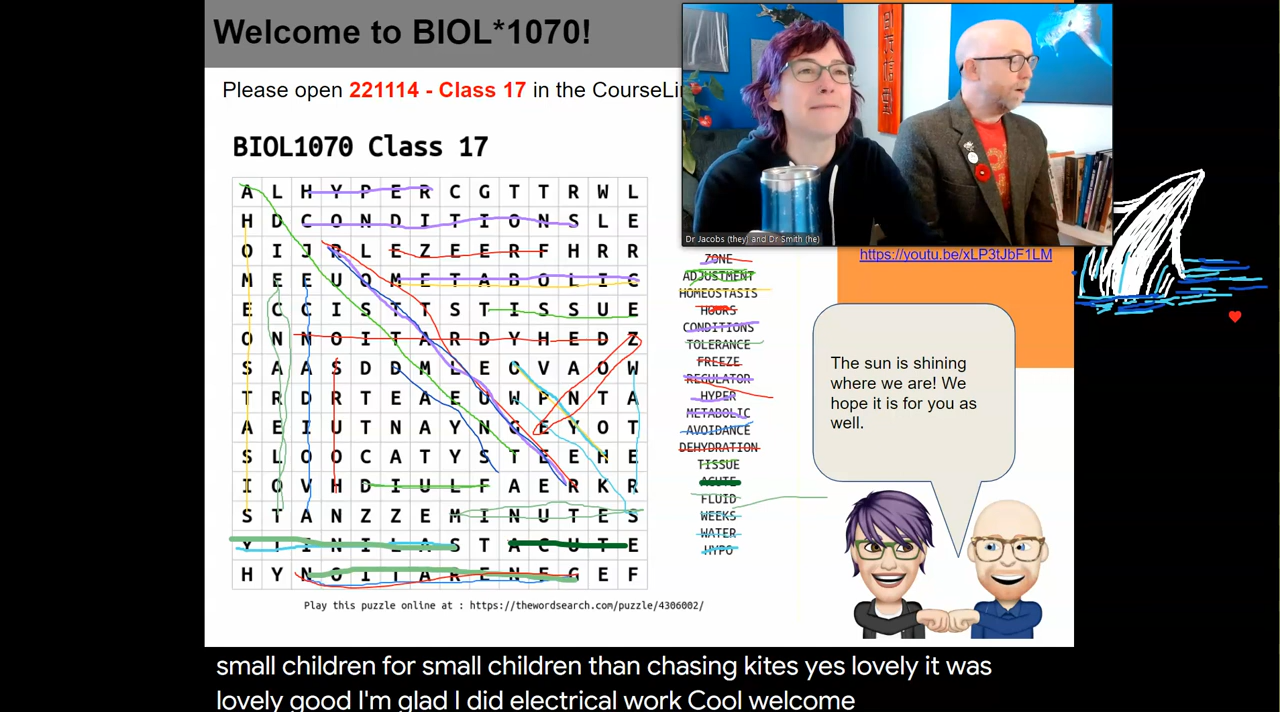 Welcome to BIOL*1070!
Please open 221114 - Class 17 in the CourseLi
BIOL1070 Class 17
A L H Y P E R C G T T R W L
H D C O N D I T I O N S L E
O I J R L E Z E E R F H R R
M E E U O M E T A B O L I C
E C C I S T T S T I S S U E
O N N O I T A R D Y H E D Z
S A A S D D M L E O V A O W
T R D R T E A E U W P N T A
A E I U T N A Y N G E Y O T
S L O O C A T Y S T E E H E
I O V H D I U L F A E R K R
S T A N Z Z E M I N U T E S
Y T I N I L A S T A C U T E
H Y N O I T A R E N E G E F
Play this puzzle online at : https://thewordsearch.com/puzzle/4306002/
Dr Jacobs (they) and Dr Smith (he)
ZONE
ADJUSTMENT
HOMEOSTASIS
HOURS
CONDITIONS
TOLERANCE
FREEZE
REGULATOR
HYPER
METABOLIC
AVOIDANCE
DEHYDRATION
TISSUE
ACUTE
FLUID
WEEKS
WATER
HYPO
https://youtu.be/xLP3tJbF1LM
The sun is shining
where we are! We
hope it is for you as
well.
small children for small children than chasing kites yes lovely it was
lovely good I'm glad I did electrical work Cool welcome